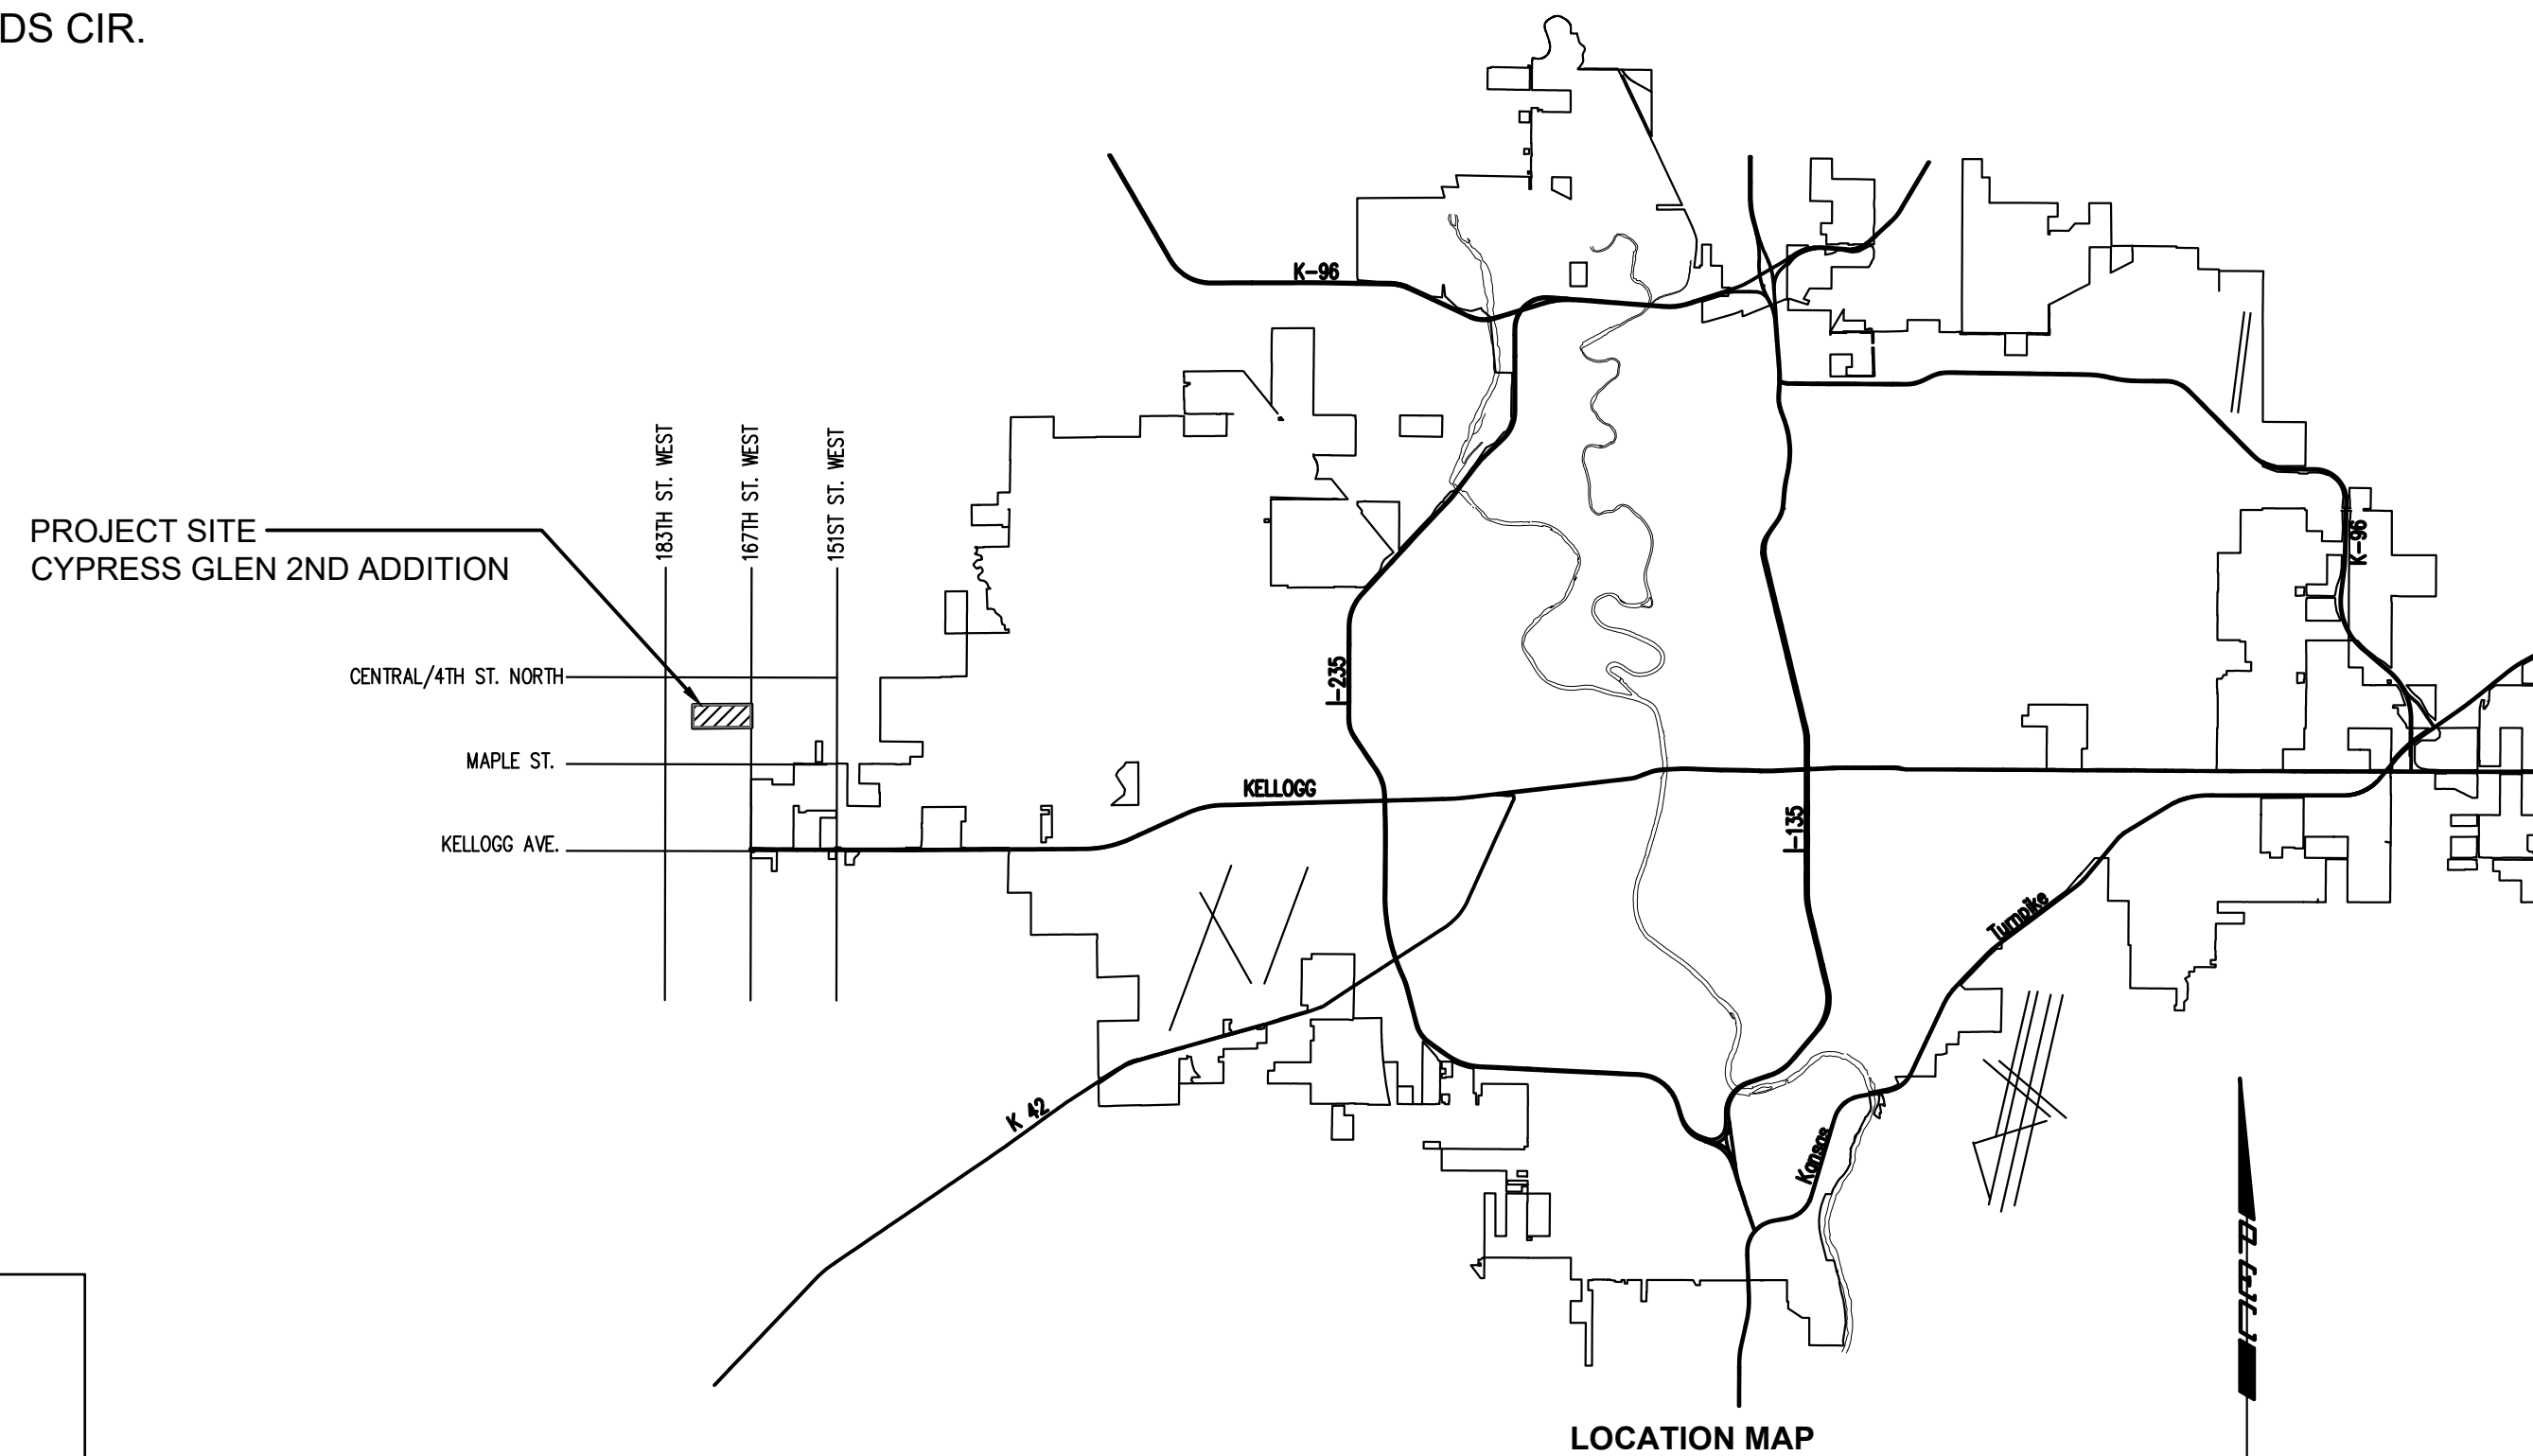 DS CIR.
K-96
183TH ST. WEST
167TH ST. WEST
151ST ST. WEST
PROJECT SITE
CYPRESS GLEN 2ND ADDITION
K-96
CENTRAL/4TH ST. NORTH
I-235
MAPLE ST.
KELLOGG
I-135
KELLOGG AVE.
Turnpike
K 42
Kansas
LOCATION MAP